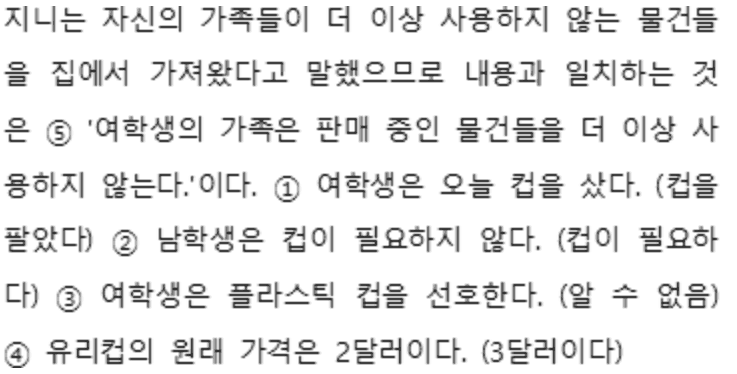 지니는 자신의 가족들이 더 이상 사용하지 않는 물건들
을 집에서 가져왔다고 말했으므로 내용과 일치하는 것
은 ⑤ '여학생의 가족은 판매 중인 물건들을 더 이상 사
용하지 않는다.'이다. ① 여학생은 오늘 컵을 샀다. (컵을
팔았다) ② 남학생은 컵이 필요하지 않다. (컵이 필요하
다) ③ 여학생은 플라스틱 컵을 선호한다. (알 수 없음)
④ 유리컵의 원래 가격은 2달러이다. (3달러이다)